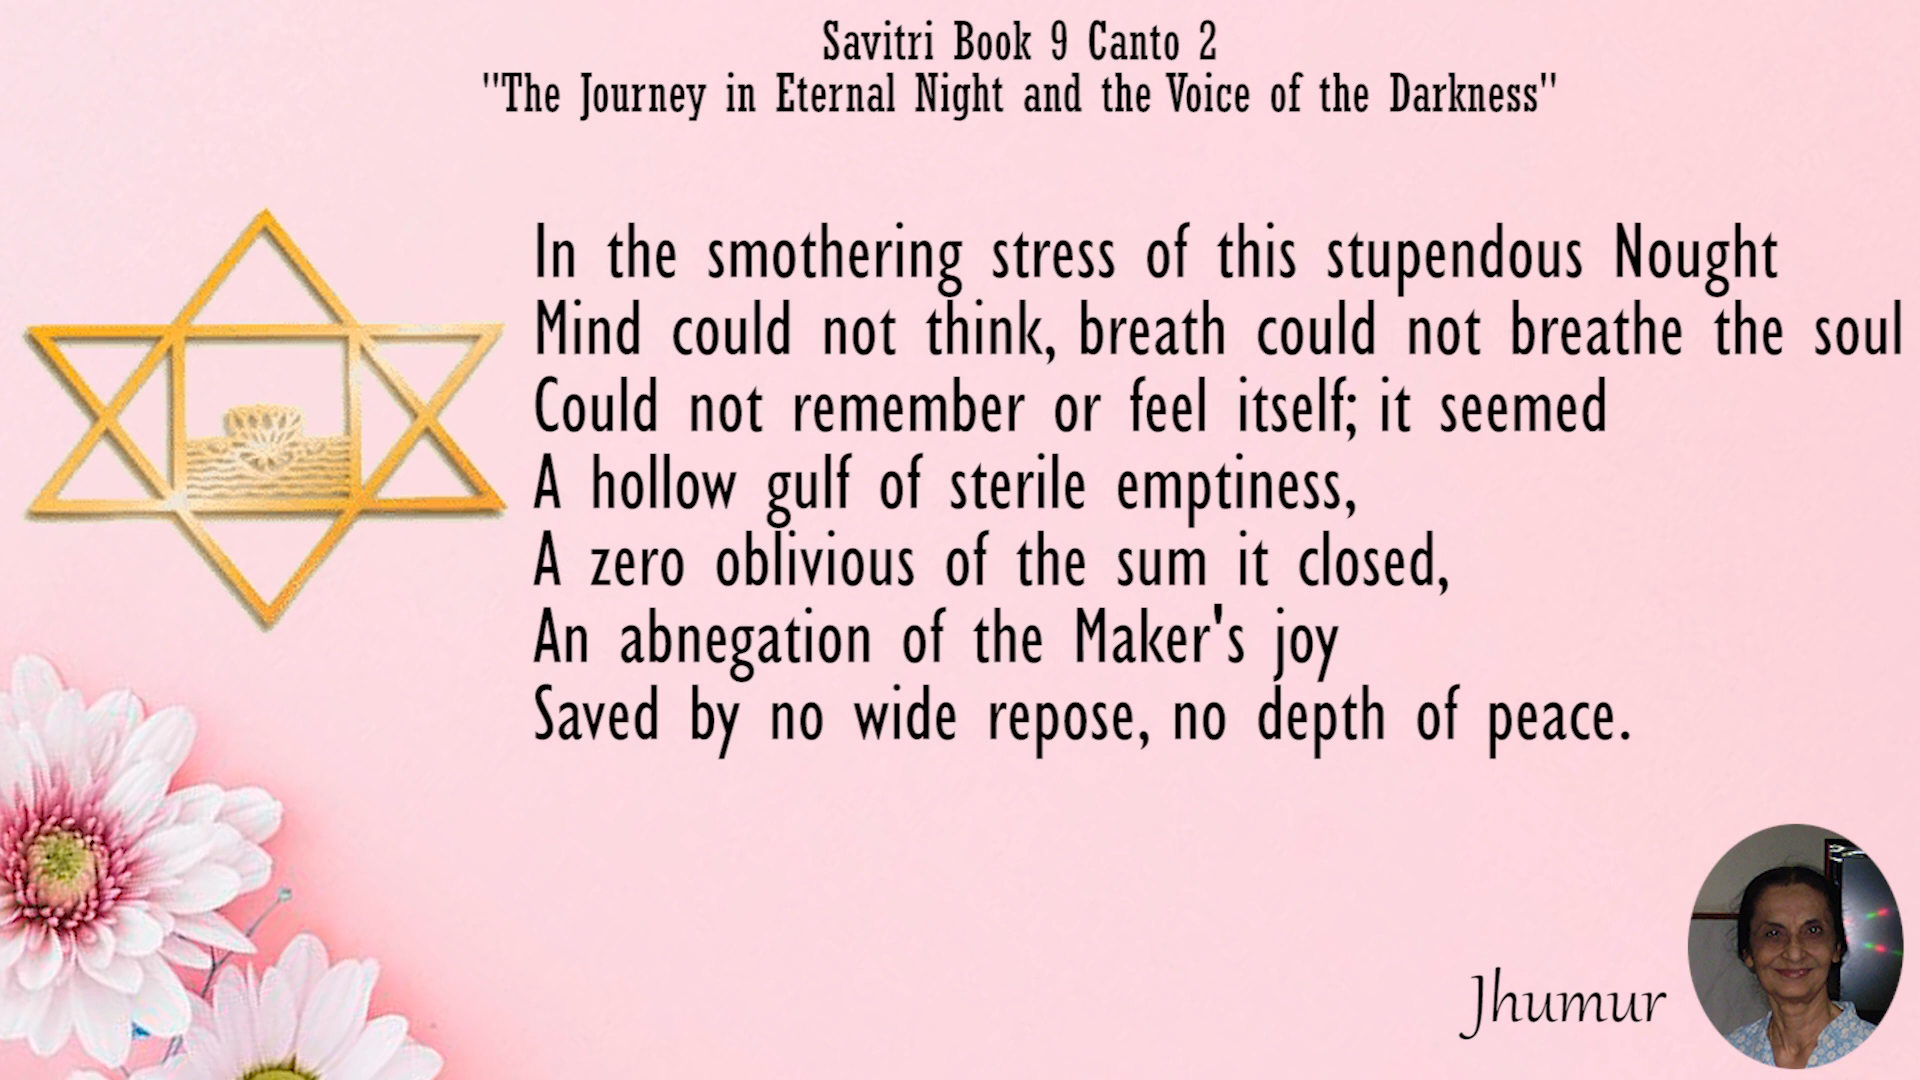 Savitri Book 9 Canto 2
"The Journey in Eternal Night and the Voice of the Darkness"
In the smothering stress of this stupendous Nought
Mind could not think, breath could not breathe the soul
Could not remember or feel itself; it seemed
A hollow gulf of sterile emptiness,
A zero oblivious of the sum it closed,
An abnegation of the Maker's joy
Saved by no wide repose, no depth of peace.
Jhumur